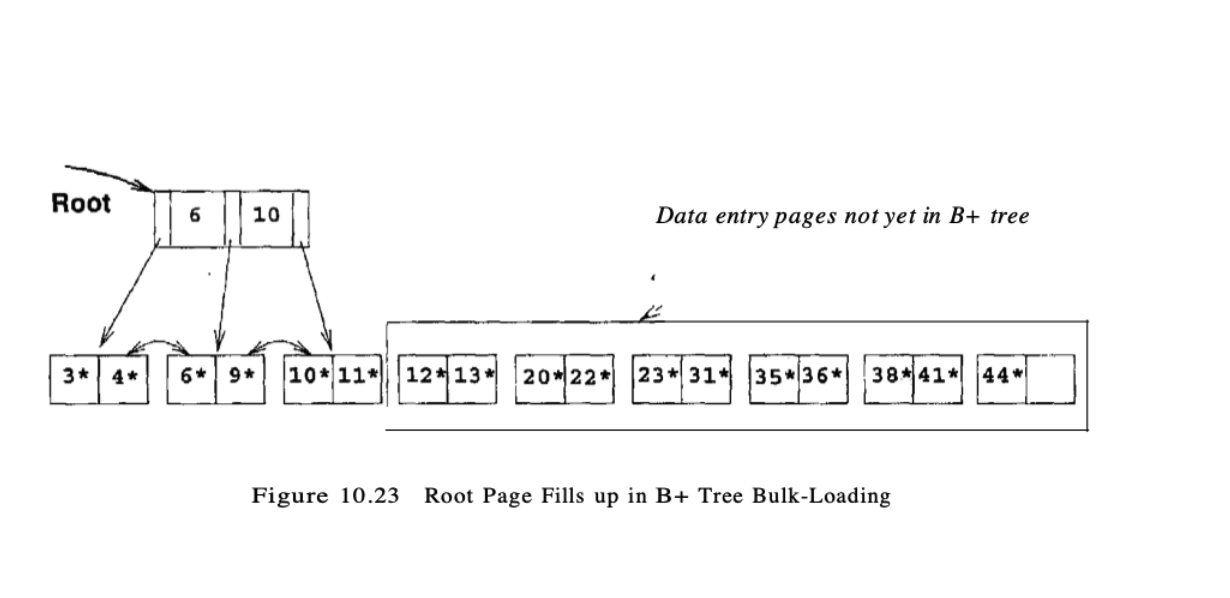 Root
6 10
Data entry pages not yet in B+ tree
3* 4* 6* 9* 10* 11* 12* 13* 20* 22* 23* 31* 35* 36* 38* 41* 44*
Figure 10.23 Root Page Fills up in B+ Tree Bulk-Loading